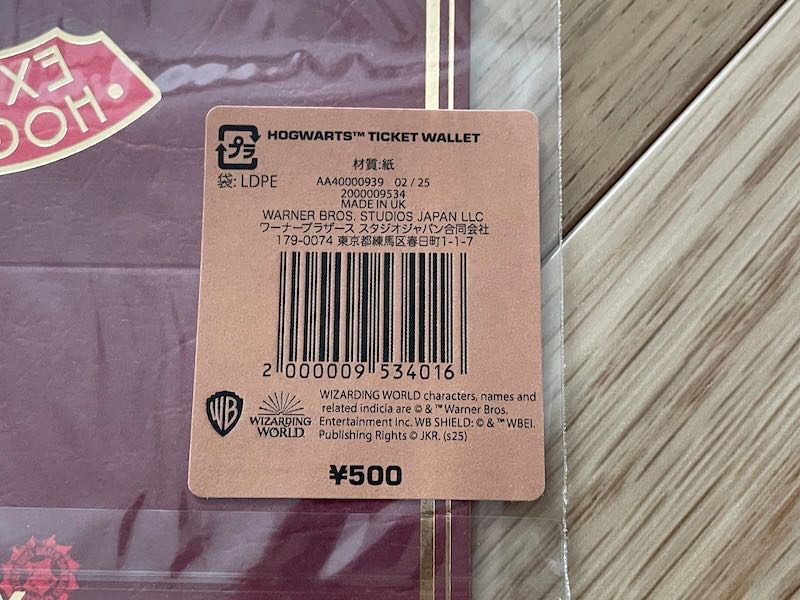 EX
HOG
HOGWARTS™ TICKET WALLET
プラ
材質:紙
袋: LDPE
AA40000939 02 / 25
2000009534
MADE IN UK
WARNER BROS. STUDIOS JAPAN LLC
ワーナーブラザース スタジオジャパン合同会社
179-0074 東京都練馬区春日町1-1-7
2 000009 534016
WB
WIZARDING
WORLD
WIZARDING WORLD characters, names and
related indicia are © & ™ Warner Bros.
Entertainment Inc. WB SHIELD: © & ™ WBEI.
Publishing Rights © JKR. (s25)
¥500